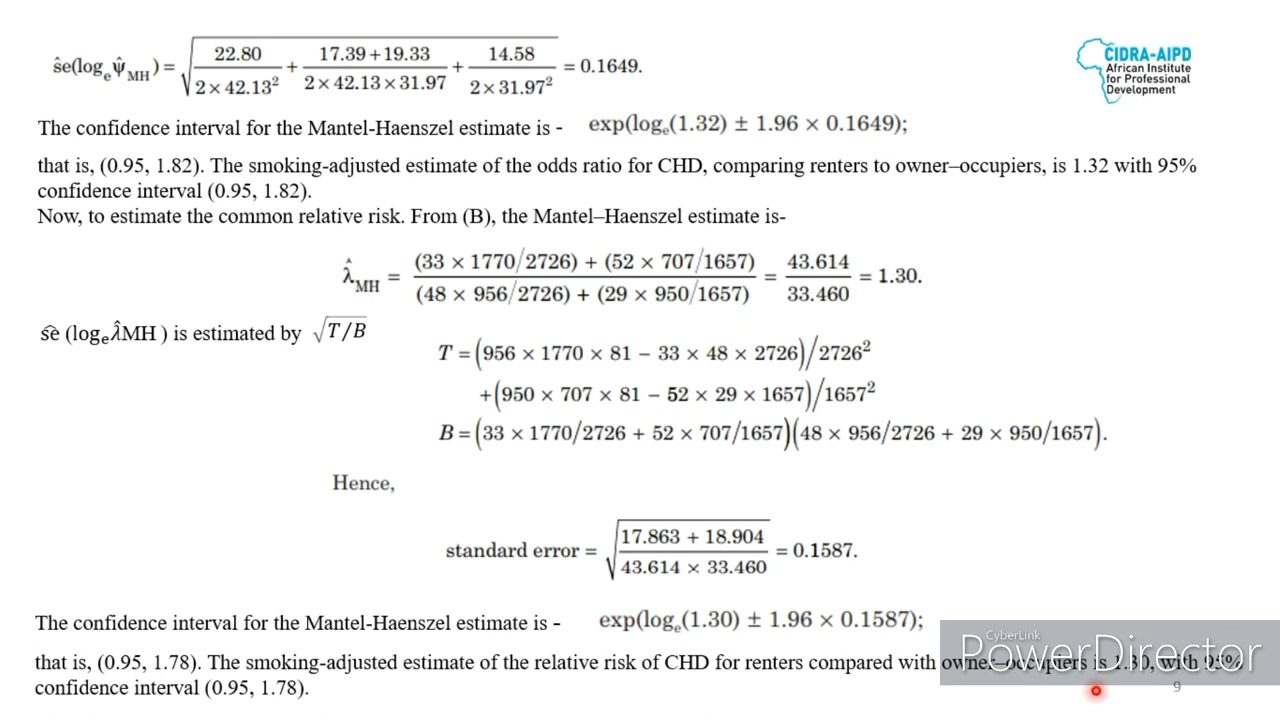 ŝe(logₑψ̂_MH) = √(22.80/(2 × 42.13²) + (17.39 + 19.33)/(2 × 42.13 × 31.97) + 14.58/(2 × 31.97²)) = 0.1649.
CIDRA-AIPD
African Institute
for Professional
Development
The confidence interval for the Mantel-Haenszel estimate is - exp(logₑ(1.32) ± 1.96 × 0.1649);
that is, (0.95, 1.82). The smoking-adjusted estimate of the odds ratio for CHD, comparing renters to owner–occupiers, is 1.32 with 95%
confidence interval (0.95, 1.82).
Now, to estimate the common relative risk. From (B), the Mantel–Haenszel estimate is-
λ̂_MH = ((33 × 1770/2726) + (52 × 707/1657))/((48 × 956/2726) + (29 × 950/1657)) = 43.614/33.460 = 1.30.
ŝe (logₑλ̂MH ) is estimated by √(T/B)
T = (956 × 1770 × 81 − 33 × 48 × 2726)/2726²
+(950 × 707 × 81 − 52 × 29 × 1657)/1657²
B = (33 × 1770/2726 + 52 × 707/1657)(48 × 956/2726 + 29 × 950/1657).
Hence,
standard error = √((17.863 + 18.904)/(43.614 × 33.460)) = 0.1587.
The confidence interval for the Mantel-Haenszel estimate is - exp(logₑ(1.30) ± 1.96 × 0.1587);
that is, (0.95, 1.78). The smoking-adjusted estimate of the relative risk of CHD for renters compared with owner–occupiers is 1.30, with 95%
confidence interval (0.95, 1.78).
CyberLink
PowerDirector
9